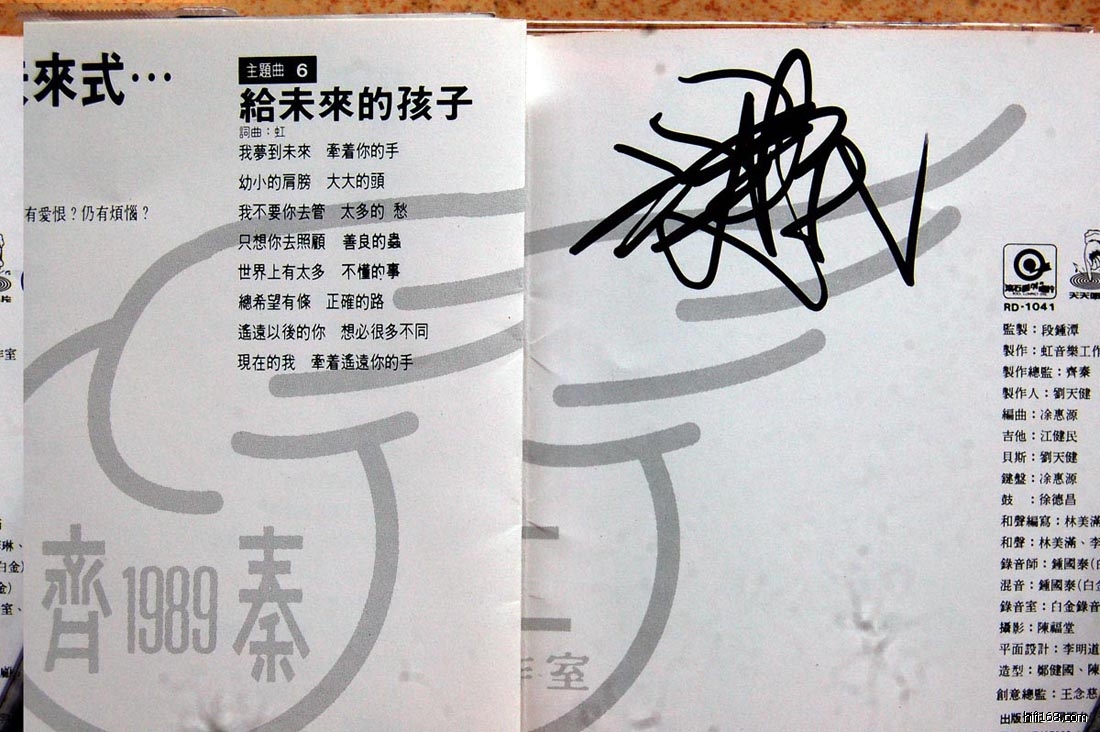 來式…
有愛恨？仍有煩惱？
主題曲 6
給未來的孩子
詞曲：虹
我夢到未來 牽着你的手
幼小的肩膀 大大的頭
我不要你去管 太多的 愁
只想你去照顧 善良的蟲
世界上有太多 不懂的事
總希望有條 正確的路
遙遠以後的你 想必很多不同
現在的我 牽着遙遠你的手
齊1989秦
室
RD-1041
監製：段鍾潭
製作：虹音樂工作
製作總監：齊秦
製作人：劉天健
編曲：凃惠源
吉他：江健民
貝斯：劉天健
鍵盤：凃惠源
鼓 ：徐德昌
和聲編寫：林美滿
和聲：林美滿、李
錄音師：鍾國泰(白
混音：鍾國泰(白金
錄音室：白金錄音
攝影：陳福堂
平面設計：李明道
造型：鄭健國、陳
創意總監：王念慈
出版
hifi168.com